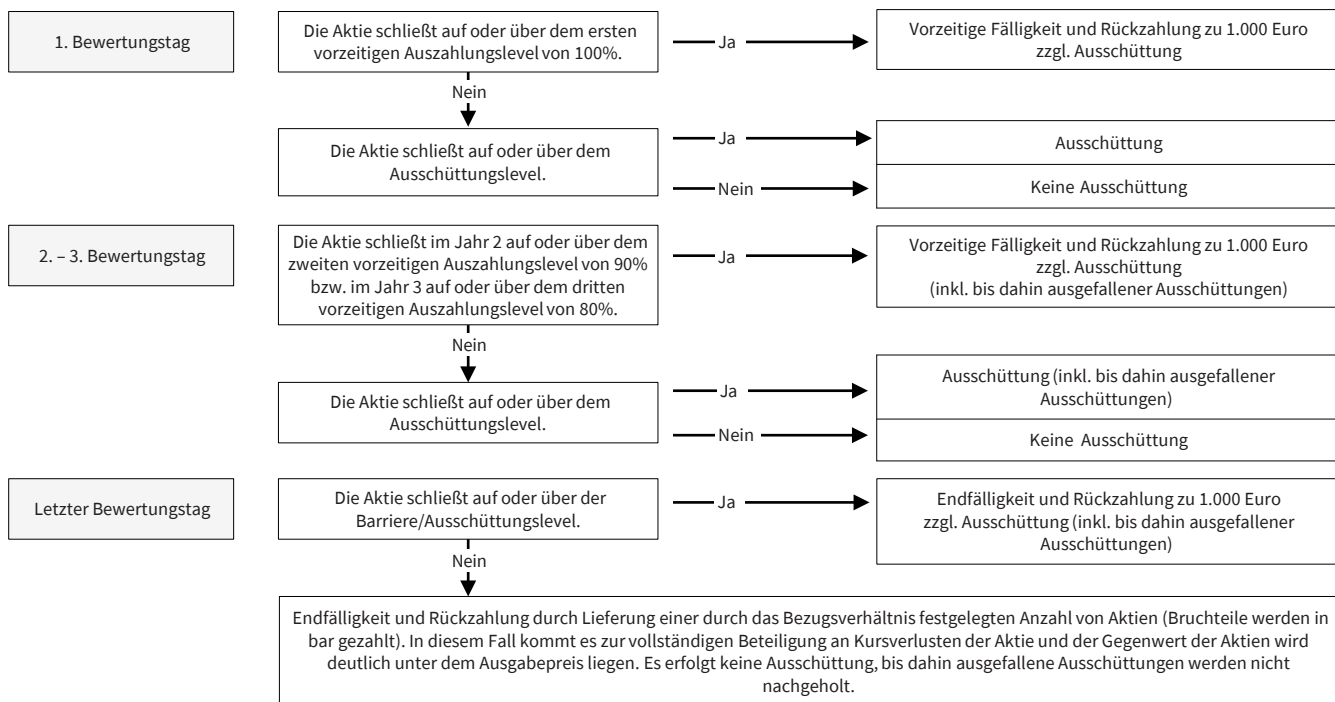 1. Bewertungstag
Die Aktie schließt auf oder über dem ersten
vorzeitigen Auszahlungslevel von 100%.
Ja
Vorzeitige Fälligkeit und Rückzahlung zu 1.000 Euro
zzgl. Ausschüttung
Nein
Die Aktie schließt auf oder über dem
Ausschüttungslevel.
Ja
Ausschüttung
Nein
Keine Ausschüttung
2. – 3. Bewertungstag
Die Aktie schließt im Jahr 2 auf oder über dem
zweiten vorzeitigen Auszahlungslevel von 90%
bzw. im Jahr 3 auf oder über dem dritten
vorzeitigen Auszahlungslevel von 80%.
Ja
Vorzeitige Fälligkeit und Rückzahlung zu 1.000 Euro
zzgl. Ausschüttung
(inkl. bis dahin ausgefallener Ausschüttungen)
Nein
Die Aktie schließt auf oder über dem
Ausschüttungslevel.
Ja
Ausschüttung (inkl. bis dahin ausgefallener
Ausschüttungen)
Nein
Keine Ausschüttung
Letzter Bewertungstag
Die Aktie schließt auf oder über der
Barriere/Ausschüttungslevel.
Ja
Endfälligkeit und Rückzahlung zu 1.000 Euro
zzgl. Ausschüttung (inkl. bis dahin ausgefallener
Ausschüttungen)
Nein
Endfälligkeit und Rückzahlung durch Lieferung einer durch das Bezugsverhältnis festgelegten Anzahl von Aktien (Bruchteile werden in
bar gezahlt). In diesem Fall kommt es zur vollständigen Beteiligung an Kursverlusten der Aktie und der Gegenwert der Aktien wird
deutlich unter dem Ausgabepreis liegen. Es erfolgt keine Ausschüttung, bis dahin ausgefallene Ausschüttungen werden nicht
nachgeholt.